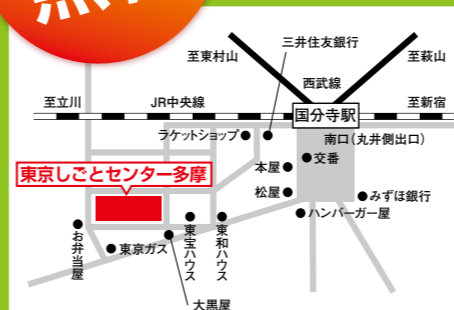 三井住友銀行
至東村山
至萩山
西武線
至立川
JR中央線
国分寺駅
至新宿
ラケットショップ
南口(丸井側出口)
交番
本屋
東京しごとセンター多摩
松屋
みずほ銀行
ハンバーガー屋
お弁当屋
東京ガス
東宝ハウス
東和ハウス
大黒屋